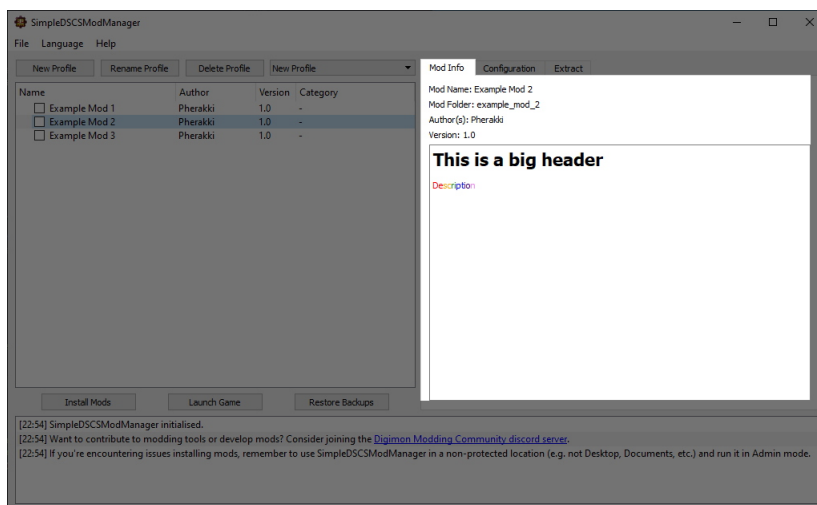 SimpleDSCSModManager
File Language Help
New Profile Rename Profile Delete Profile New Profile
Mod Info Configuration Extract
Name Author Version Category
Example Mod 1 Pherakki 1.0 -
Example Mod 2 Pherakki 1.0 -
Example Mod 3 Pherakki 1.0 -
Mod Name: Example Mod 2
Mod Folder: example_mod_2
Author(s): Pherakki
Version: 1.0
This is a big header
Description
Install Mods Launch Game Restore Backups
[22:54] SimpleDSCSModManager initialised.
[22:54] Want to contribute to modding tools or develop mods? Consider joining the Digimon Modding Community discord server.
[22:54] If you're encountering issues installing mods, remember to use SimpleDSCSModManager in a non-protected location (e.g. not Desktop, Documents, etc.) and run it in Admin mode.